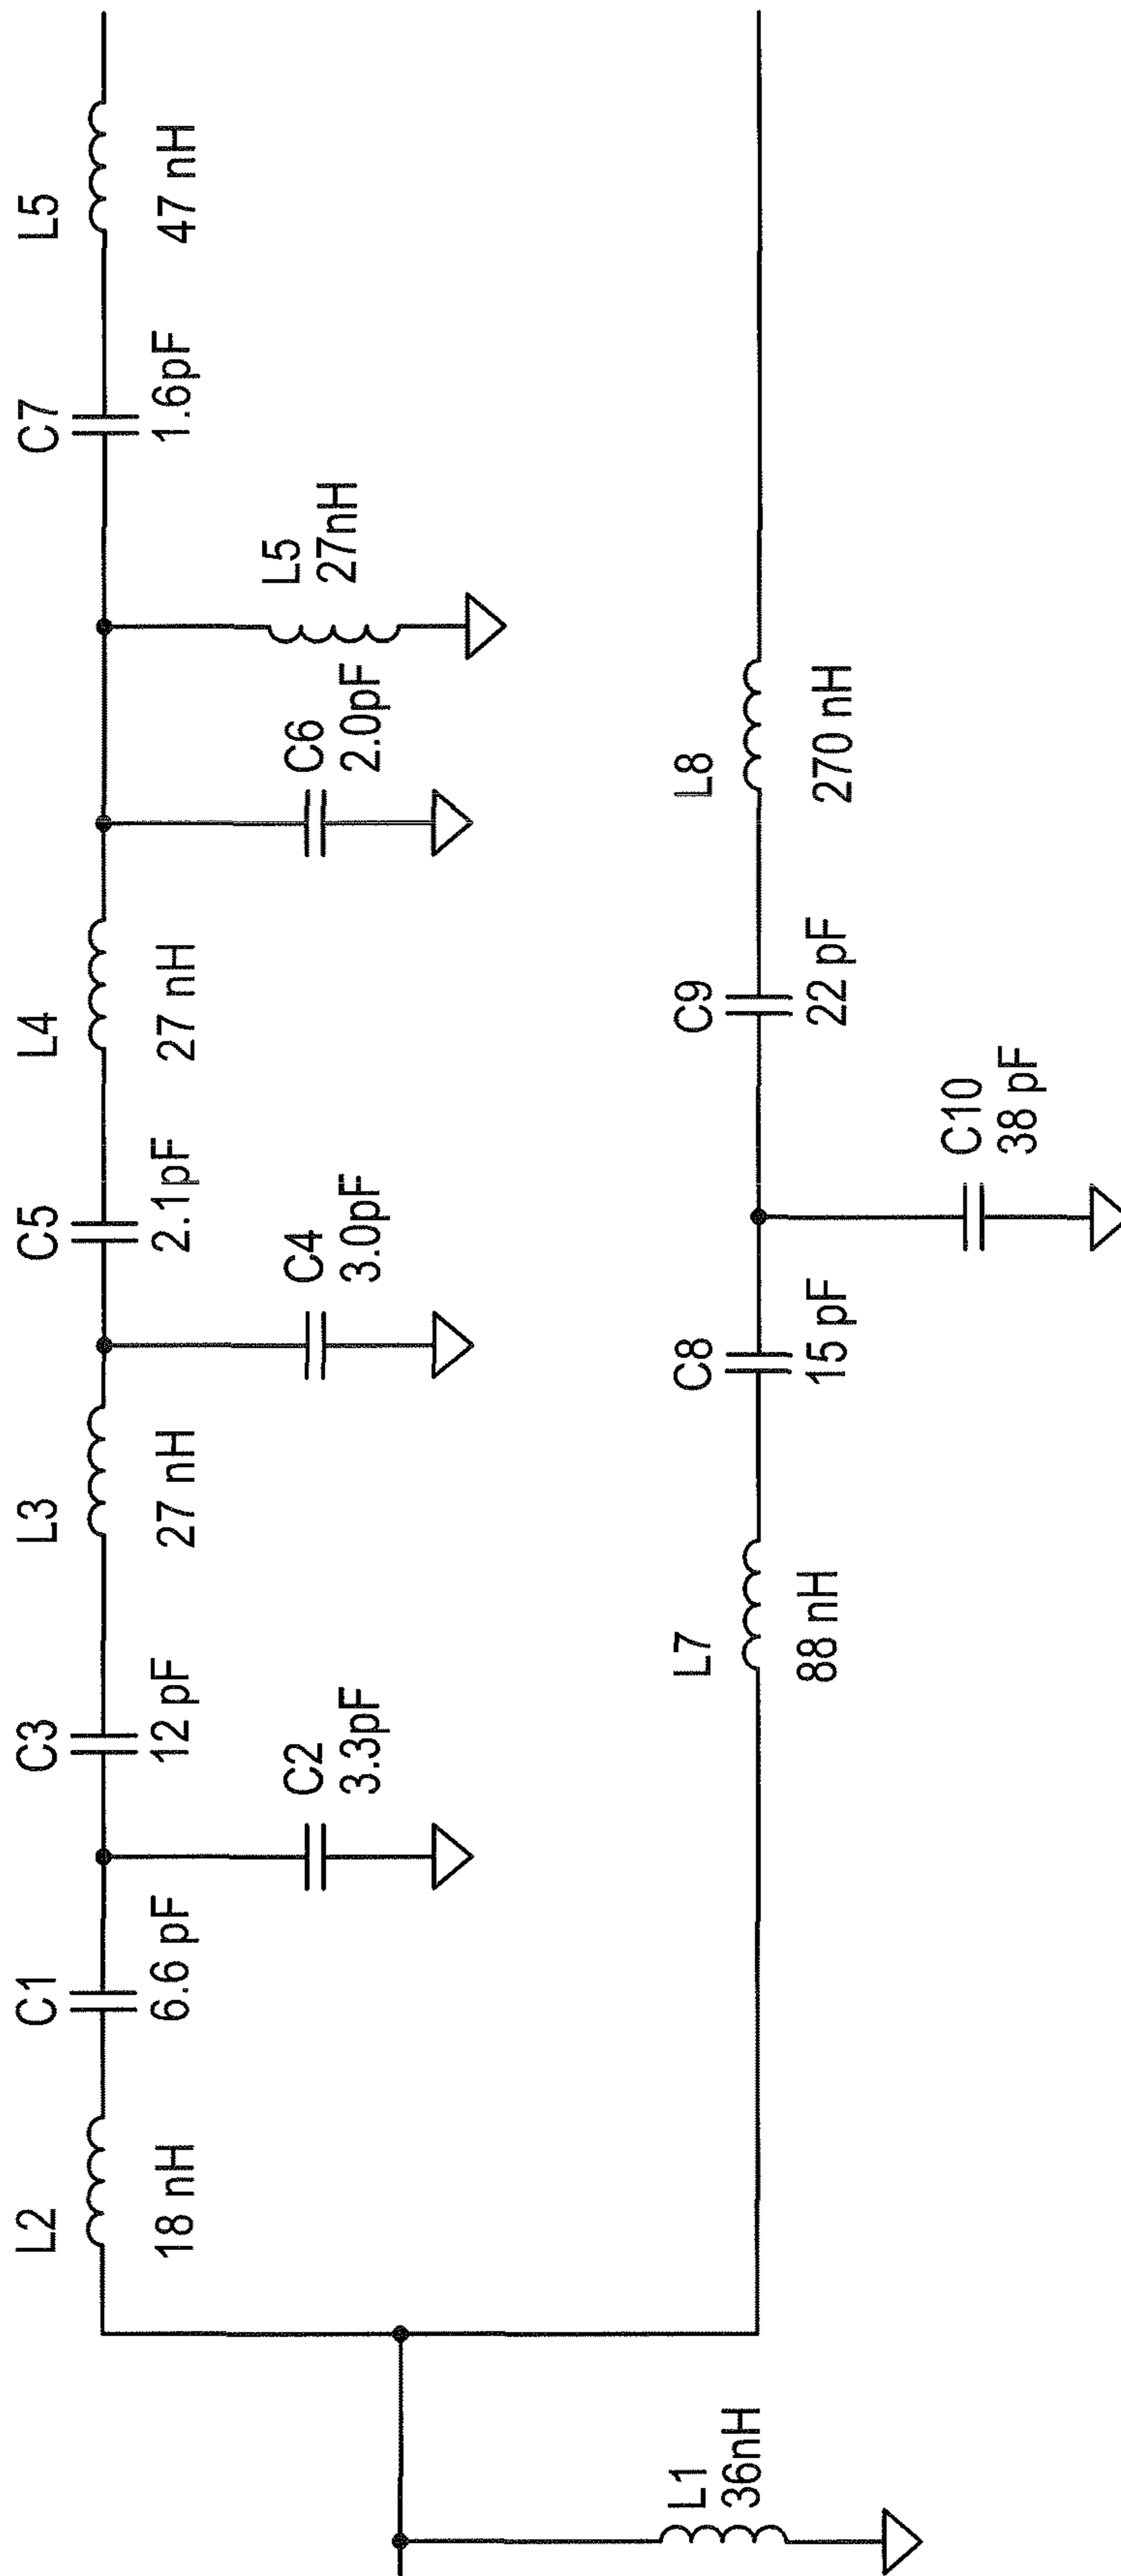 L1
36nH
L2
18 nH
C1
6.6 pF
C2
3.3pF
C3
12 pF
L3
27 nH
C4
3.0pF
C5
2.1pF
L4
27 nH
C6
2.0pF
L5
27nH
C7
1.6pF
L5
47 nH
L7
88 nH
C8
15 pF
C10
38 pF
C9
22 pF
L8
270 nH